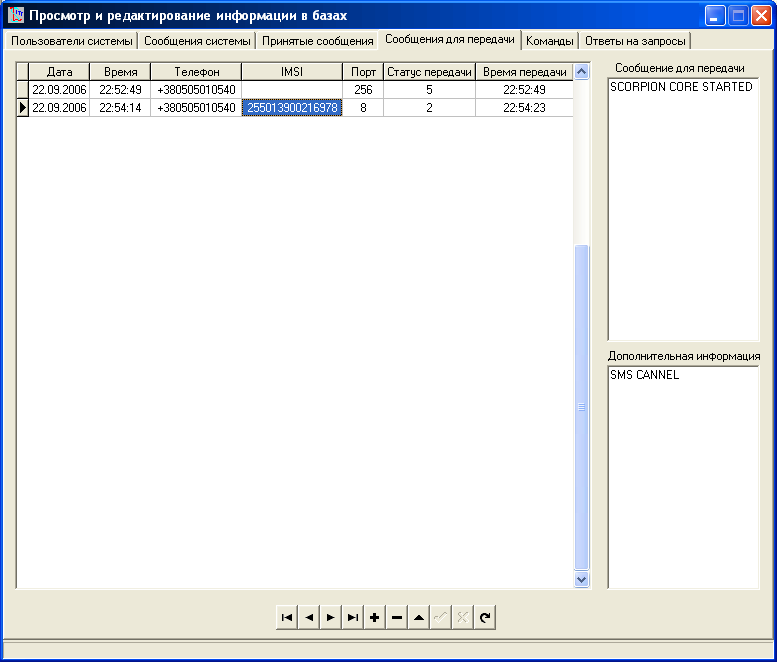 Просмотр и редактирование информации в базах
Пользователи системы Сообщения системы Принятые сообщения Сообщения для передачи Команды Ответы на запросы
Дата Время Телефон IMSI Порт Статус передачи Время передачи
22.09.2006 22:52:49 +380505010540 256 5 22:52:49
22.09.2006 22:54:14 +380505010540 255013900216978 8 2 22:54:23
Сообщение для передачи
SCORPION CORE STARTED
Дополнительная информация
SMS CANNEL